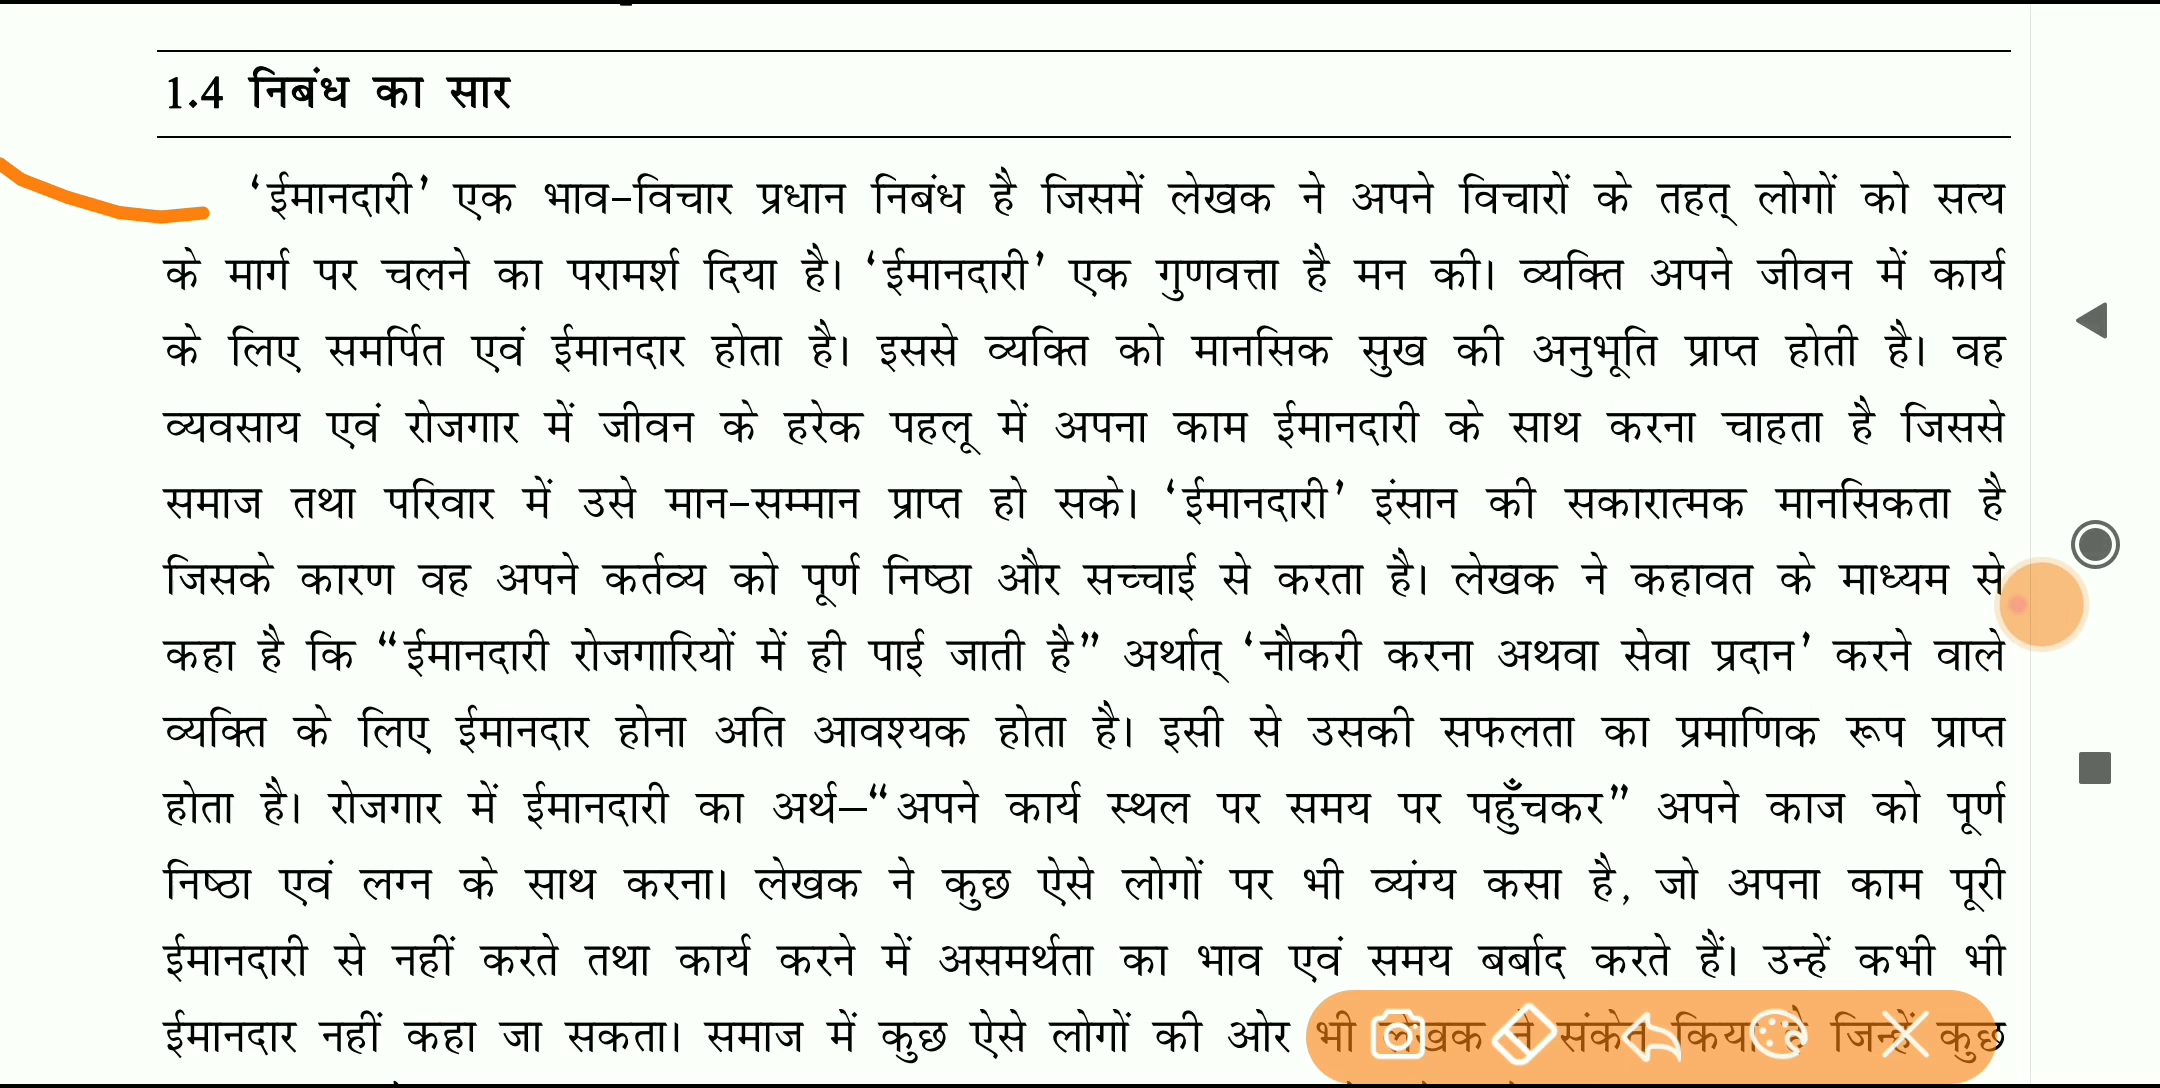 1.4 निबंध का सार
‘ईमानदारी’ एक भाव-विचार प्रधान निबंध है जिसमें लेखक ने अपने विचारों के तहत् लोगों को सत्य
के मार्ग पर चलने का परामर्श दिया है। ‘ईमानदारी’ एक गुणवत्ता है मन की। व्यक्ति अपने जीवन में कार्य
के लिए समर्पित एवं ईमानदार होता है। इससे व्यक्ति को मानसिक सुख की अनुभूति प्राप्त होती है। वह
व्यवसाय एवं रोजगार में जीवन के हरेक पहलू में अपना काम ईमानदारी के साथ करना चाहता है जिससे
समाज तथा परिवार में उसे मान-सम्मान प्राप्त हो सके। ‘ईमानदारी’ इंसान की सकारात्मक मानसिकता है
जिसके कारण वह अपने कर्तव्य को पूर्ण निष्ठा और सच्चाई से करता है। लेखक ने कहावत के माध्यम से
कहा है कि “ईमानदारी रोजगारियों में ही पाई जाती है” अर्थात् ‘नौकरी करना अथवा सेवा प्रदान’ करने वाले
व्यक्ति के लिए ईमानदार होना अति आवश्यक होता है। इसी से उसकी सफलता का प्रमाणिक रूप प्राप्त
होता है। रोजगार में ईमानदारी का अर्थ–“अपने कार्य स्थल पर समय पर पहुँचकर” अपने काज को पूर्ण
निष्ठा एवं लग्न के साथ करना। लेखक ने कुछ ऐसे लोगों पर भी व्यंग्य कसा है, जो अपना काम पूरी
ईमानदारी से नहीं करते तथा कार्य करने में असमर्थता का भाव एवं समय बर्बाद करते हैं। उन्हें कभी भी
ईमानदार नहीं कहा जा सकता। समाज में कुछ ऐसे लोगों की ओर भी लेखक ने संकेत किया है जिन्हें कुछ